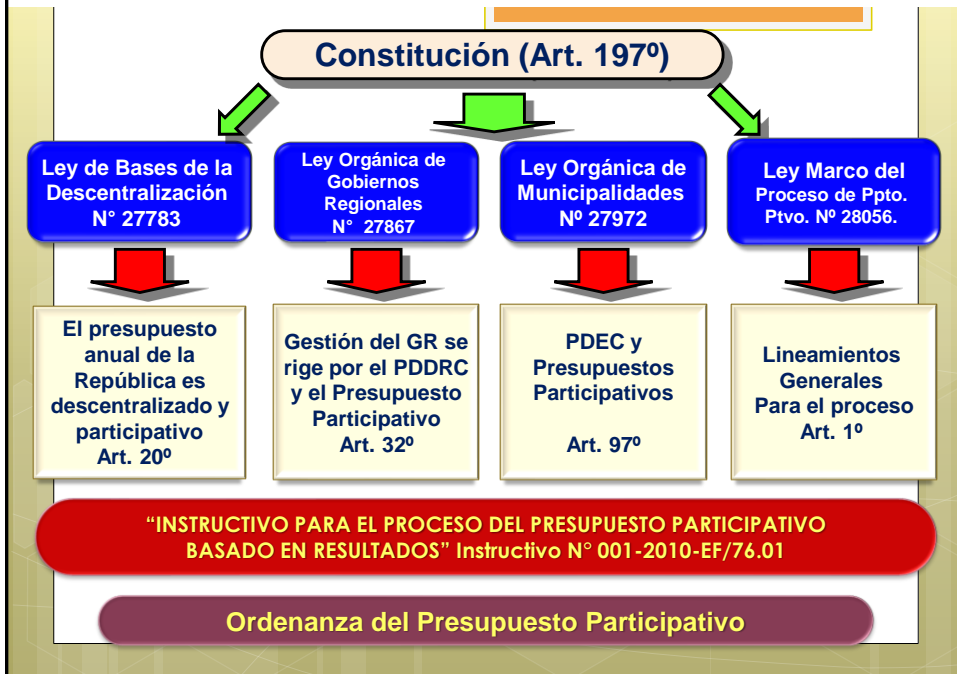 Constitución (Art. 197º)
Ley de Bases de la
Descentralización
N° 27783
Ley Orgánica de
Gobiernos
Regionales
N° 27867
Ley Orgánica de
Municipalidades
Nº 27972
Ley Marco del
Proceso de Ppto.
Ptvo. Nº 28056.
El presupuesto
anual de la
República es
descentralizado y
participativo
Art. 20º
Gestión del GR se
rige por el PDDRC
y el Presupuesto
Participativo
Art. 32º
PDEC y
Presupuestos
Participativos
Art. 97º
Lineamientos
Generales
Para el proceso
Art. 1º
“INSTRUCTIVO PARA EL PROCESO DEL PRESUPUESTO PARTICIPATIVO
BASADO EN RESULTADOS” Instructivo N° 001-2010-EF/76.01
Ordenanza del Presupuesto Participativo